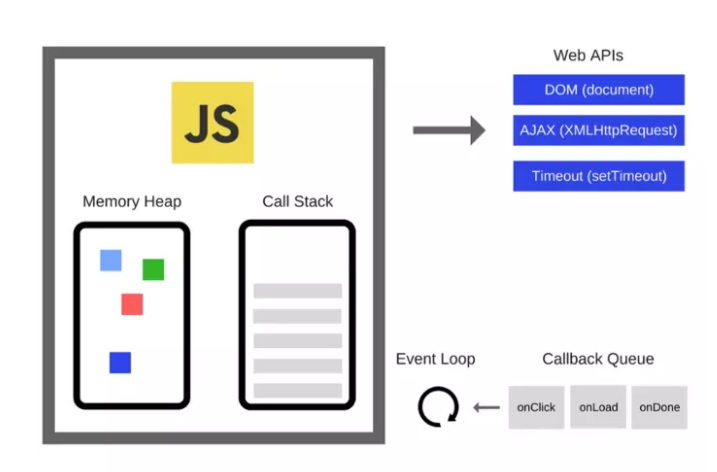 JS
Memory Heap
Call Stack
Web APIs
DOM (document)
AJAX (XMLHttpRequest)
Timeout (setTimeout)
Event Loop
Callback Queue
onClick
onLoad
onDone